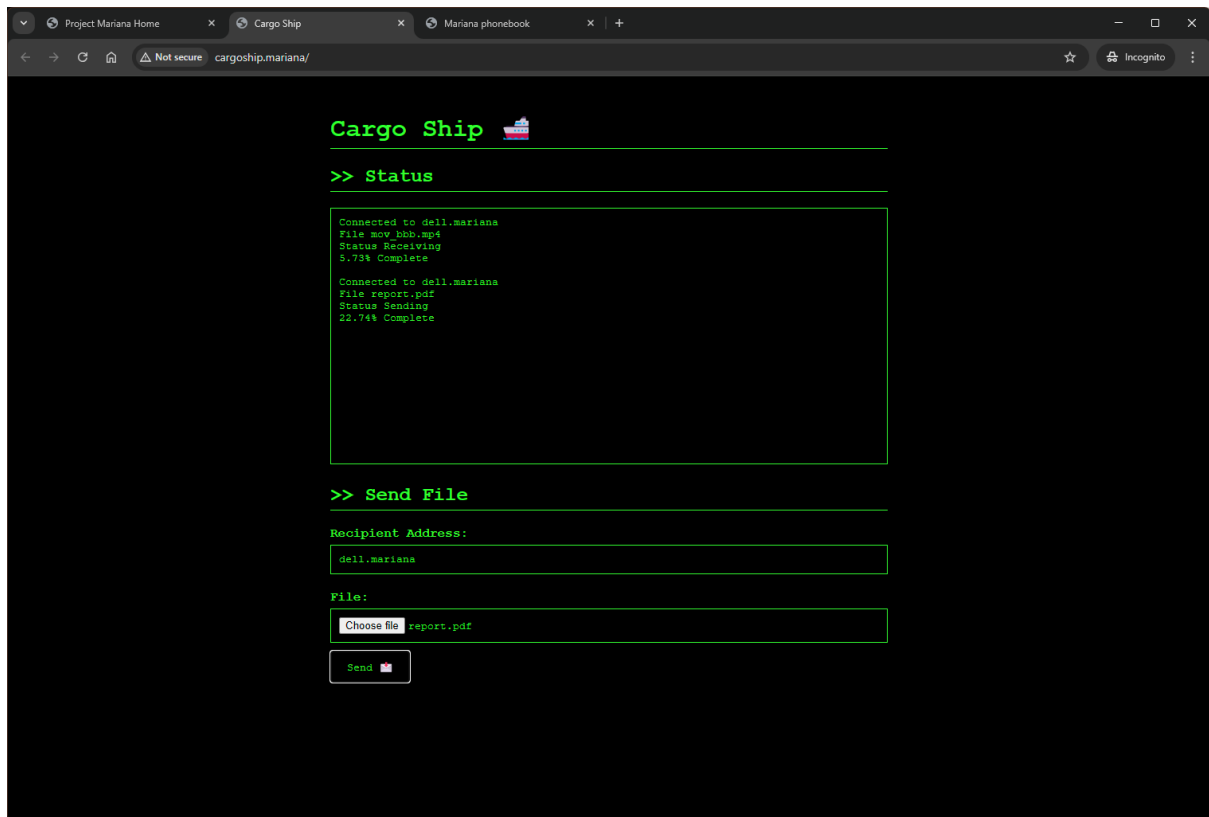 Project Mariana Home
Cargo Ship
Mariana phonebook
Not secure
cargoship.mariana/
Incognito
Cargo Ship
>> Status
Connected to dell.mariana
File mov_bbb.mp4
Status Receiving
5.73% Complete
Connected to dell.mariana
File report.pdf
Status Sending
22.74% Complete
>> Send File
Recipient Address:
dell.mariana
File:
Choose file report.pdf
Send